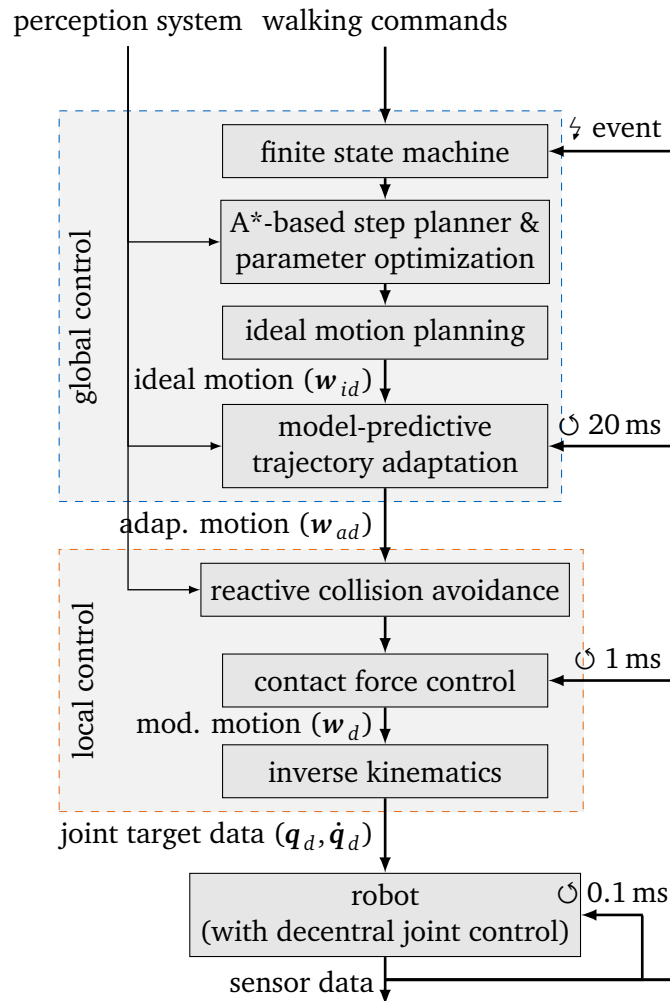 perception system
walking commands
↯ event
finite state machine
A*-based step planner &
parameter optimization
ideal motion planning
global control
ideal motion (w_id)
↺ 20 ms
model-predictive
trajectory adaptation
adap. motion (w_ad)
reactive collision avoidance
local control
↺ 1 ms
contact force control
mod. motion (w_d)
inverse kinematics
joint target data (q_d, q̇_d)
robot
↺ 0.1 ms
(with decentral joint control)
sensor data